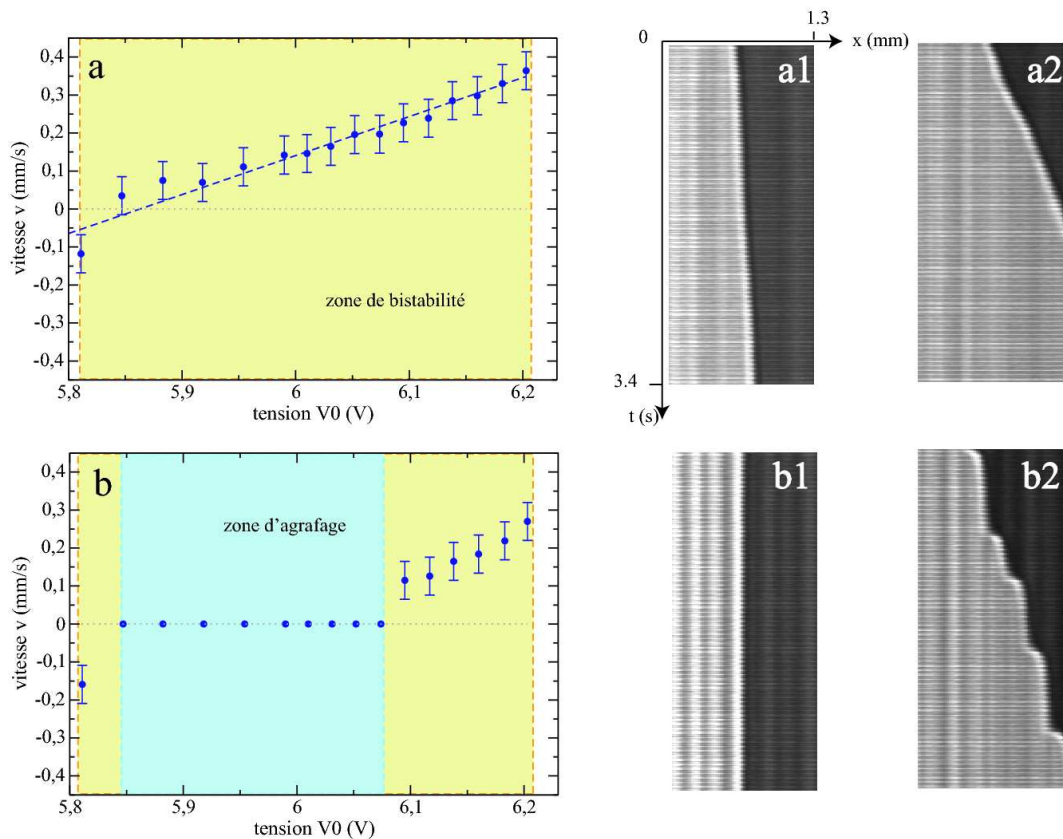 a
0,4
0,3
0,2
0,1
0
-0,1
-0,2
-0,3
-0,4
vitesse v (mm/s)
zone de bistabilité
5,8
5,9
6
6,1
6,2
tension V0 (V)
0
1.3
x (mm)
a1
3.4
t (s)
a2
b
0,4
0,3
0,2
0,1
0
-0,1
-0,2
-0,3
-0,4
vitesse v (mm/s)
zone d'agrafage
5,8
5,9
6
6,1
6,2
tension V0 (V)
b1
b2